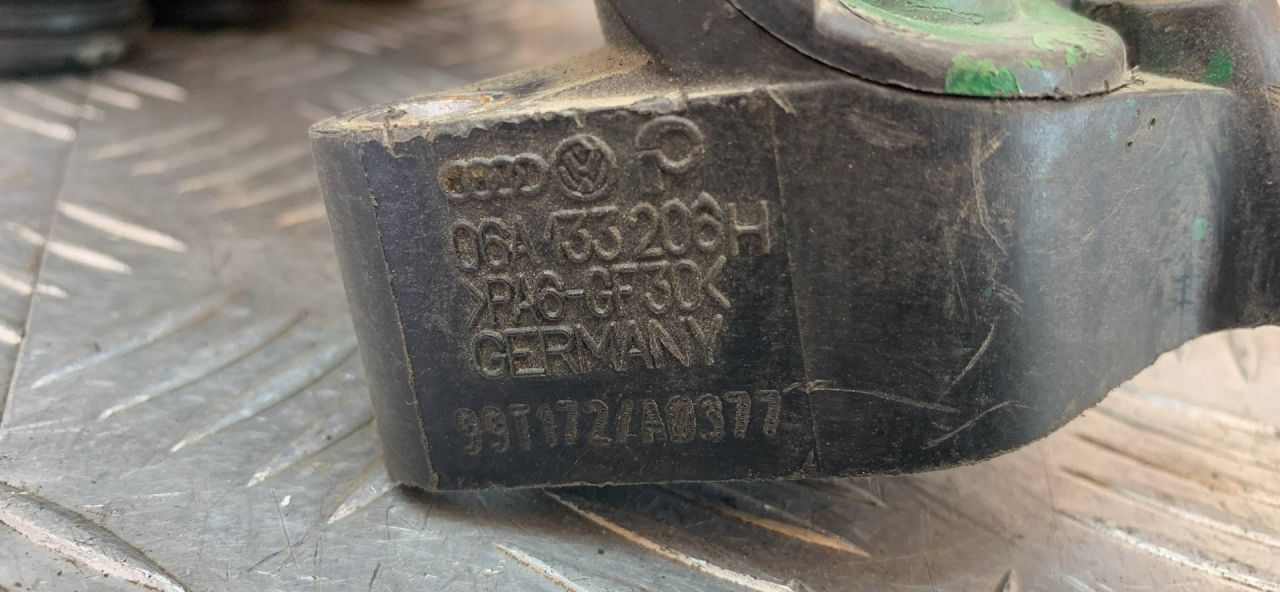 06A 133 206 H
>PA6-GF30<
GERMANY
99T172/A0377